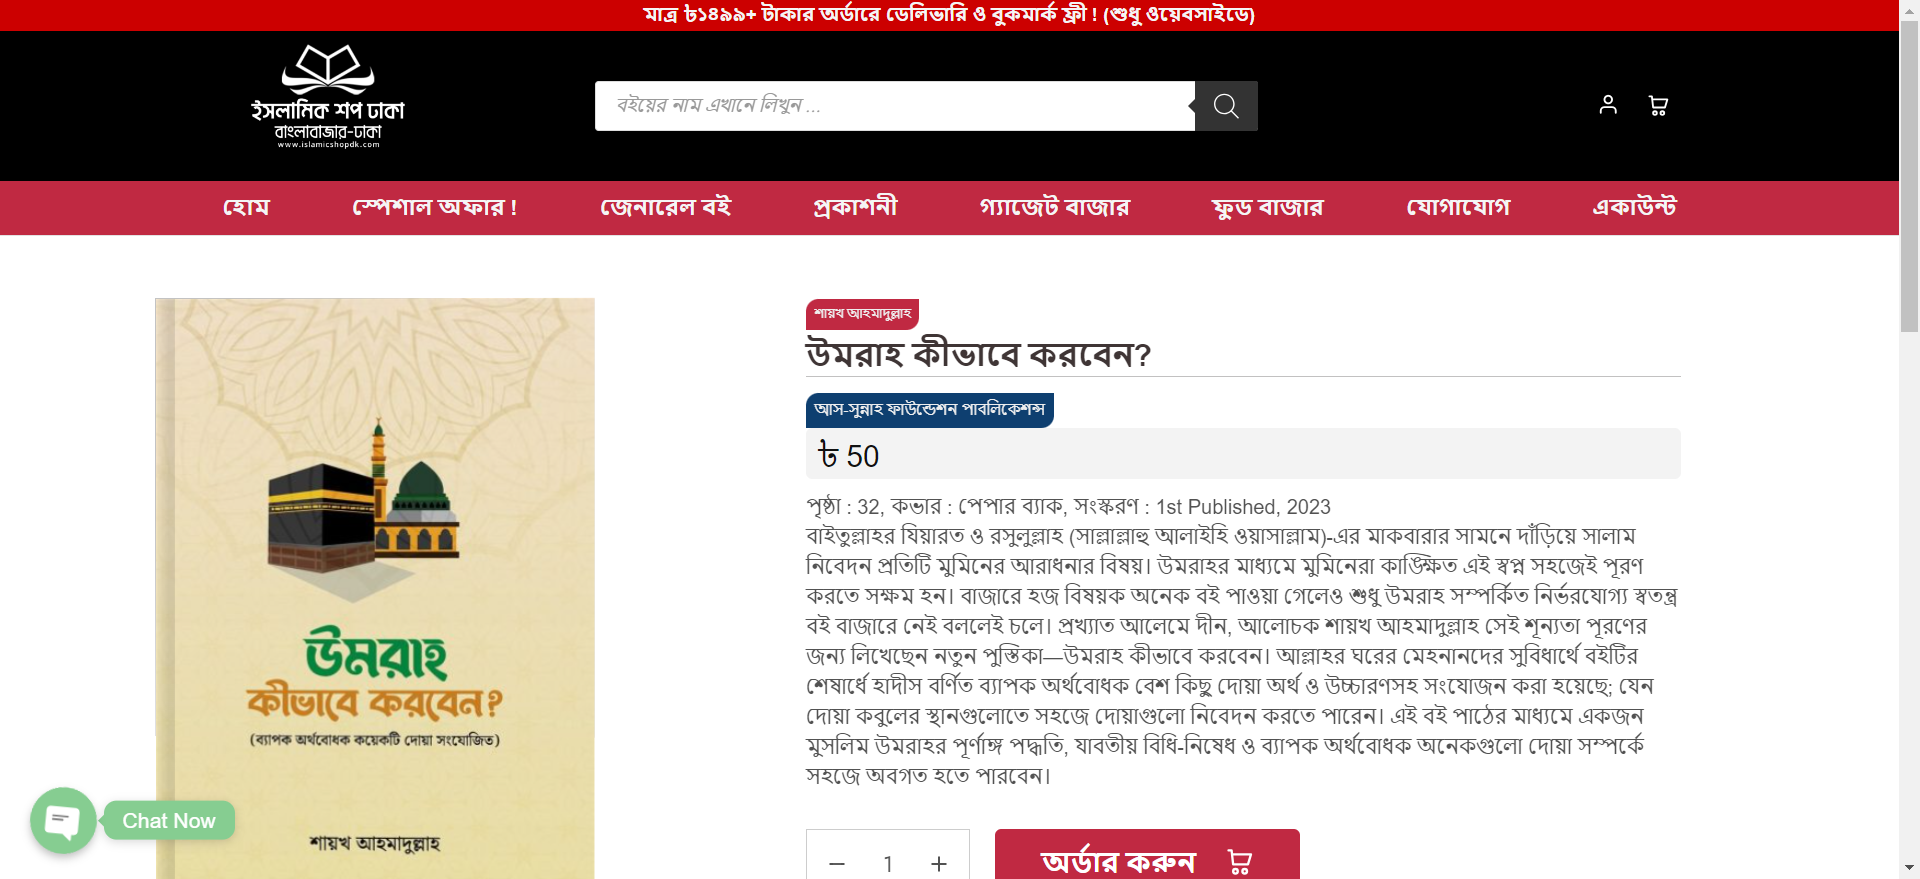 মাত্র ৳১৪৯৯+ টাকার অর্ডারে ডেলিভারি ও বুকমার্ক ফ্রী ! (শুধু ওয়েবসাইডে)
ইসলামিক শপ ঢাকা
বাংলাবাজার-ঢাকা
www.islamicshopdk.com
বইয়ের নাম এখানে লিখুন ...
হোম স্পেশাল অফার ! জেনারেল বই প্রকাশনী গ্যাজেট বাজার ফুড বাজার যোগাযোগ একাউন্ট
উমরাহ
কীভাবে করবেন?
(ব্যাপক অর্থবোধক কয়েকটি দোয়া সংযোজিত)
শায়খ আহমাদুল্লাহ
শায়খ আহমাদুল্লাহ
উমরাহ কীভাবে করবেন?
আস-সুন্নাহ ফাউন্ডেশন পাবলিকেশন্স
৳ 50
পৃষ্ঠা : 32, কভার : পেপার ব্যাক, সংস্করণ : 1st Published, 2023
বাইতুল্লাহর যিয়ারত ও রসুলুল্লাহ (সাল্লাল্লাহু আলাইহি ওয়াসাল্লাম)-এর মাকবারার সামনে দাঁড়িয়ে সালাম
নিবেদন প্রতিটি মুমিনের আরাধনার বিষয়। উমরাহর মাধ্যমে মুমিনেরা কাঙ্ক্ষিত এই স্বপ্ন সহজেই পূরণ
করতে সক্ষম হন। বাজারে হজ বিষয়ক অনেক বই পাওয়া গেলেও শুধু উমরাহ সম্পর্কিত নির্ভরযোগ্য স্বতন্ত্র
বই বাজারে নেই বললেই চলে। প্রখ্যাত আলেমে দীন, আলোচক শায়খ আহমাদুল্লাহ সেই শূন্যতা পূরণের
জন্য লিখেছেন নতুন পুস্তিকা—উমরাহ কীভাবে করবেন। আল্লাহর ঘরের মেহনানদের সুবিধার্থে বইটির
শেষার্ধে হাদীস বর্ণিত ব্যাপক অর্থবোধক বেশ কিছু দোয়া অর্থ ও উচ্চারণসহ সংযোজন করা হয়েছে; যেন
দোয়া কবুলের স্থানগুলোতে সহজে দোয়াগুলো নিবেদন করতে পারেন। এই বই পাঠের মাধ্যমে একজন
মুসলিম উমরাহর পূর্ণাঙ্গ পদ্ধতি, যাবতীয় বিধি-নিষেধ ও ব্যাপক অর্থবোধক অনেকগুলো দোয়া সম্পর্কে
সহজে অবগত হতে পারবেন।
− 1 +
অর্ডার করুন
Chat Now